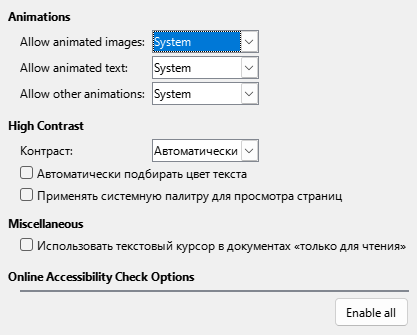 Animations
Allow animated images: System
Allow animated text: System
Allow other animations: System
High Contrast
Контраст: Автоматически
Автоматически подбирать цвет текста
Применять системную палитру для просмотра страниц
Miscellaneous
Использовать текстовый курсор в документах «только для чтения»
Online Accessibility Check Options
Enable all